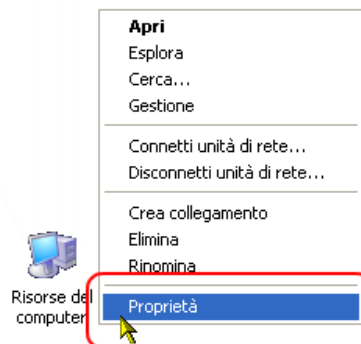 Apri
Esplora
Cerca...
Gestione
Connetti unità di rete...
Disconnetti unità di rete...
Crea collegamento
Elimina
Rinomina
Proprietà
Risorse del
computer